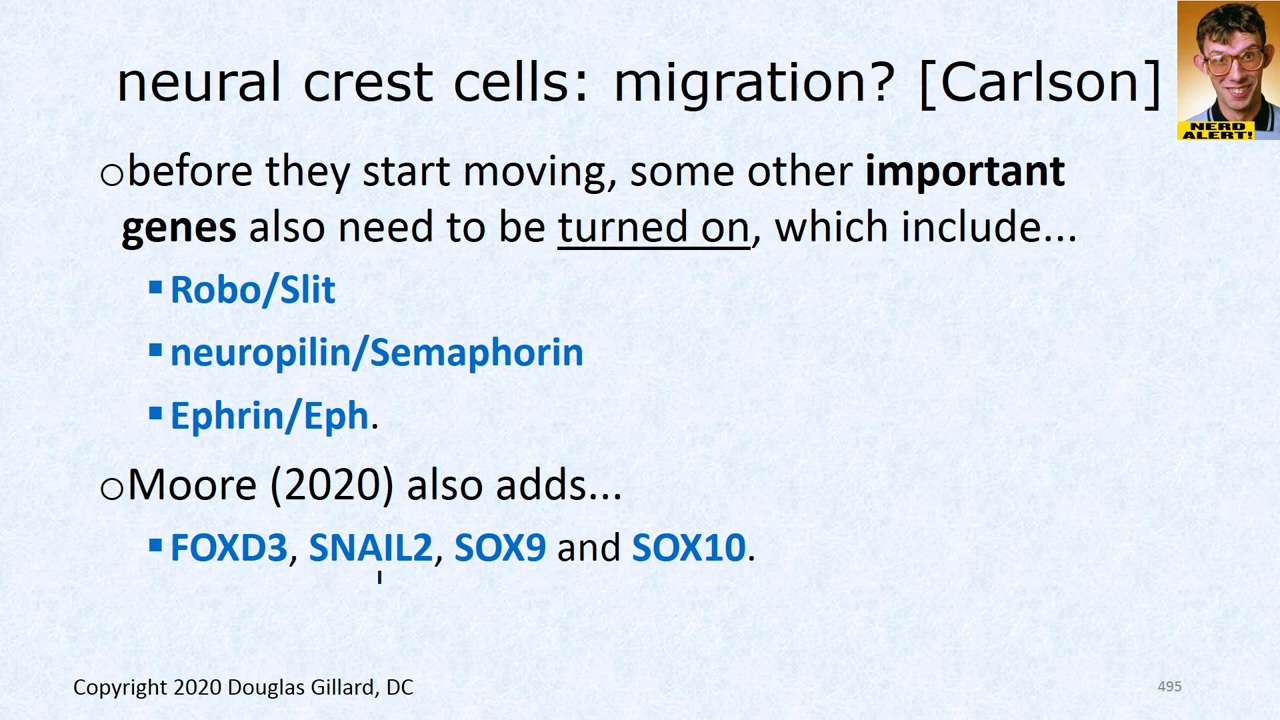 neural crest cells: migration? [Carlson]
NERD
ALERT!
○before they start moving, some other important
genes also need to be turned on, which include...
▪Robo/Slit
▪neuropilin/Semaphorin
▪Ephrin/Eph.
○Moore (2020) also adds...
▪FOXD3, SNAIL2, SOX9 and SOX10.
Copyright 2020 Douglas Gillard, DC
495